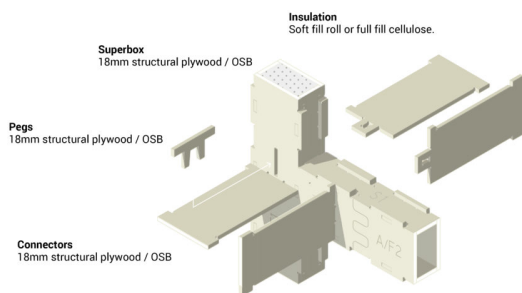 Insulation
Soft fill roll or full fill cellulose.
Superbox
18mm structural plywood / OSB
Pegs
18mm structural plywood / OSB
Connectors
18mm structural plywood / OSB
A/F2